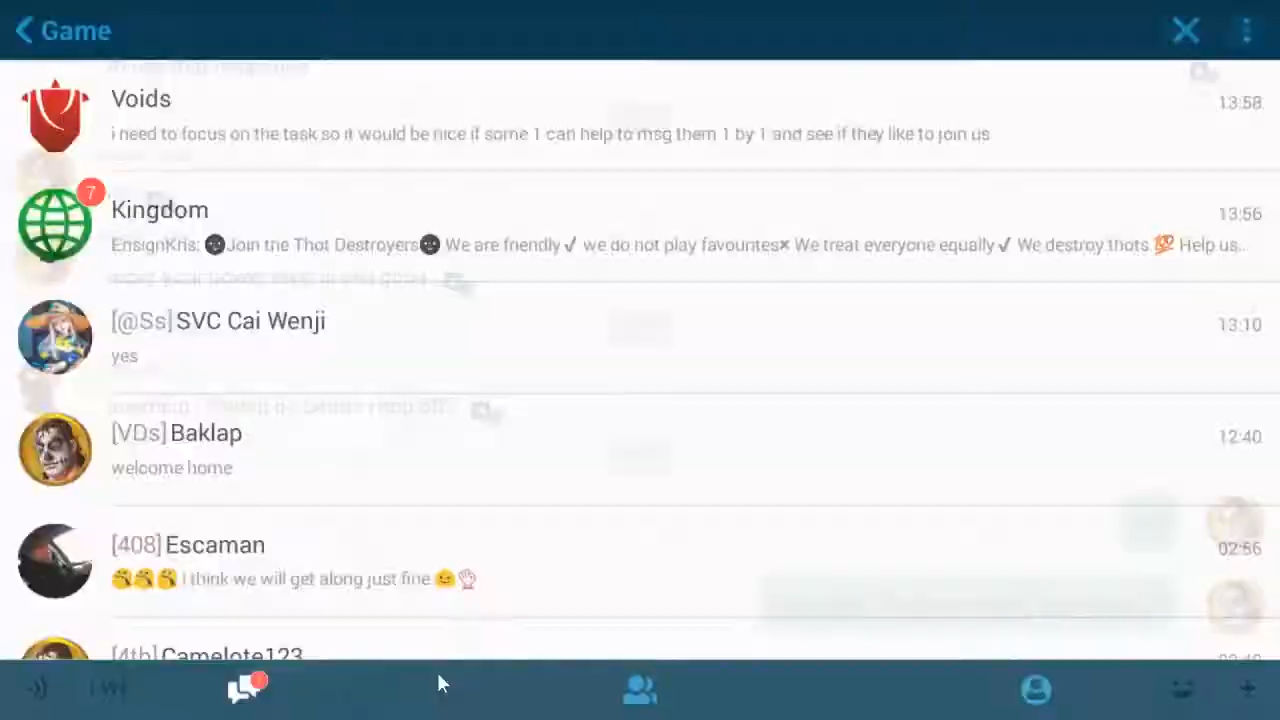 Game
Voids
13:58
i need to focus on the task so it would be nice if some 1 can help to msg them 1 by 1 and see if they like to join us
7
Kingdom
13:56
EnsignKris: 🌚Join the Thot Destroyers🌚 We are friendly✔ we do not play favourites✖ We treat everyone equally✔ We destroy thots 💯 Help us...
[@Ss] SVC Cai Wenji
13:10
yes
[VDs] Baklap
12:40
welcome home
[408] Escaman
02:56
I think we will get along just fine
[4th] Camelote123